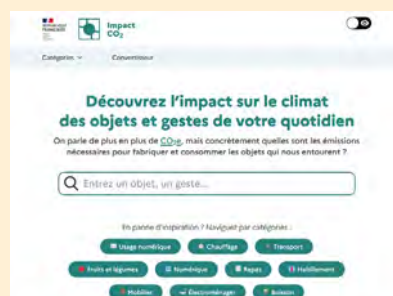 RÉPUBLIQUE
FRANÇAISE
Impact
CO2
Catégories
Convertisseur
Découvrez l'impact sur le climat
des objets et gestes de votre quotidien
On parle de plus en plus de CO2e, mais concrètement quelles sont les émissions
nécessaires pour fabriquer et consommer les objets qui nous entourent ?
Entrez un objet, un geste...
En panne d'inspiration ? Naviguez par catégories :
Usage numérique
Chauffage
Transport
Fruits et légumes
Numérique
Repas
Habillement
Mobilier
Électroménager
Boisson